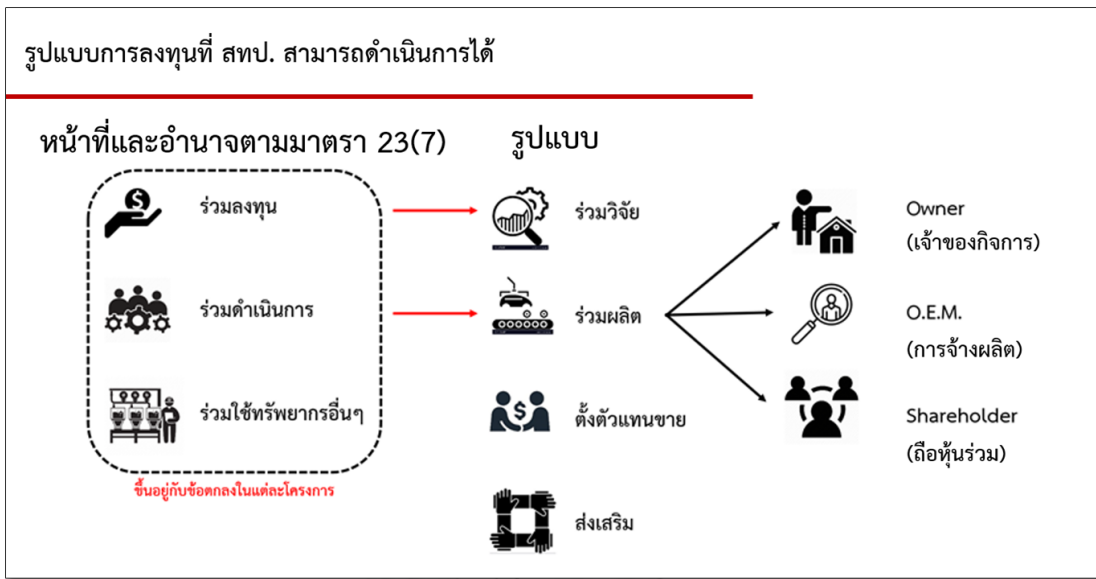 รูปแบบการลงทุนที่ สทป. สามารถดำเนินการได้
หน้าที่และอำนาจตามมาตรา 23(7)
รูปแบบ
ร่วมลงทุน
ร่วมวิจัย
Owner
(เจ้าของกิจการ)
ร่วมดำเนินการ
ร่วมผลิต
O.E.M.
(การจ้างผลิต)
ร่วมใช้ทรัพยากรอื่นๆ
ตั้งตัวแทนขาย
Shareholder
(ถือหุ้นร่วม)
ขึ้นอยู่กับข้อตกลงในแต่ละโครงการ
ส่งเสริม